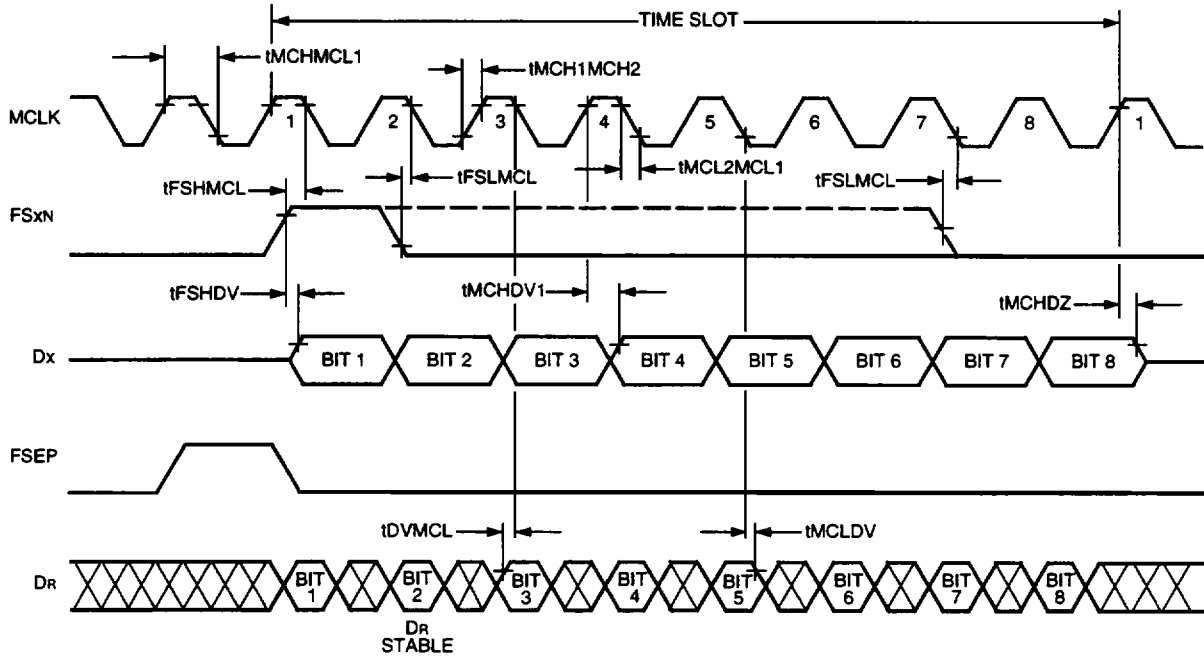 TIME SLOT
tMCHMCL1
tMCH1MCH2
MCLK
1 2 3 4 5 6 7 8 1
tFSHMCL
tFSLMCL
tMCL2MCL1
tFSLMCL
FSXN
tFSHDV
tMCHDV1
tMCHDZ
DX
BIT 1 BIT 2 BIT 3 BIT 4 BIT 5 BIT 6 BIT 7 BIT 8
FSEP
tDVMCL
tMCLDV
DR
BIT 1 BIT 2 BIT 3 BIT 4 BIT 5 BIT 6 BIT 7 BIT 8
DR
STABLE